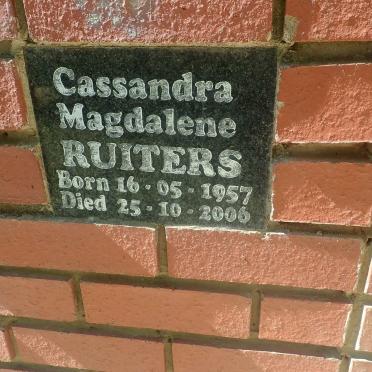 Cassandra
Magdalene
RUITERS
Born 16 - 05 - 1957
Died 25 - 10 - 2006